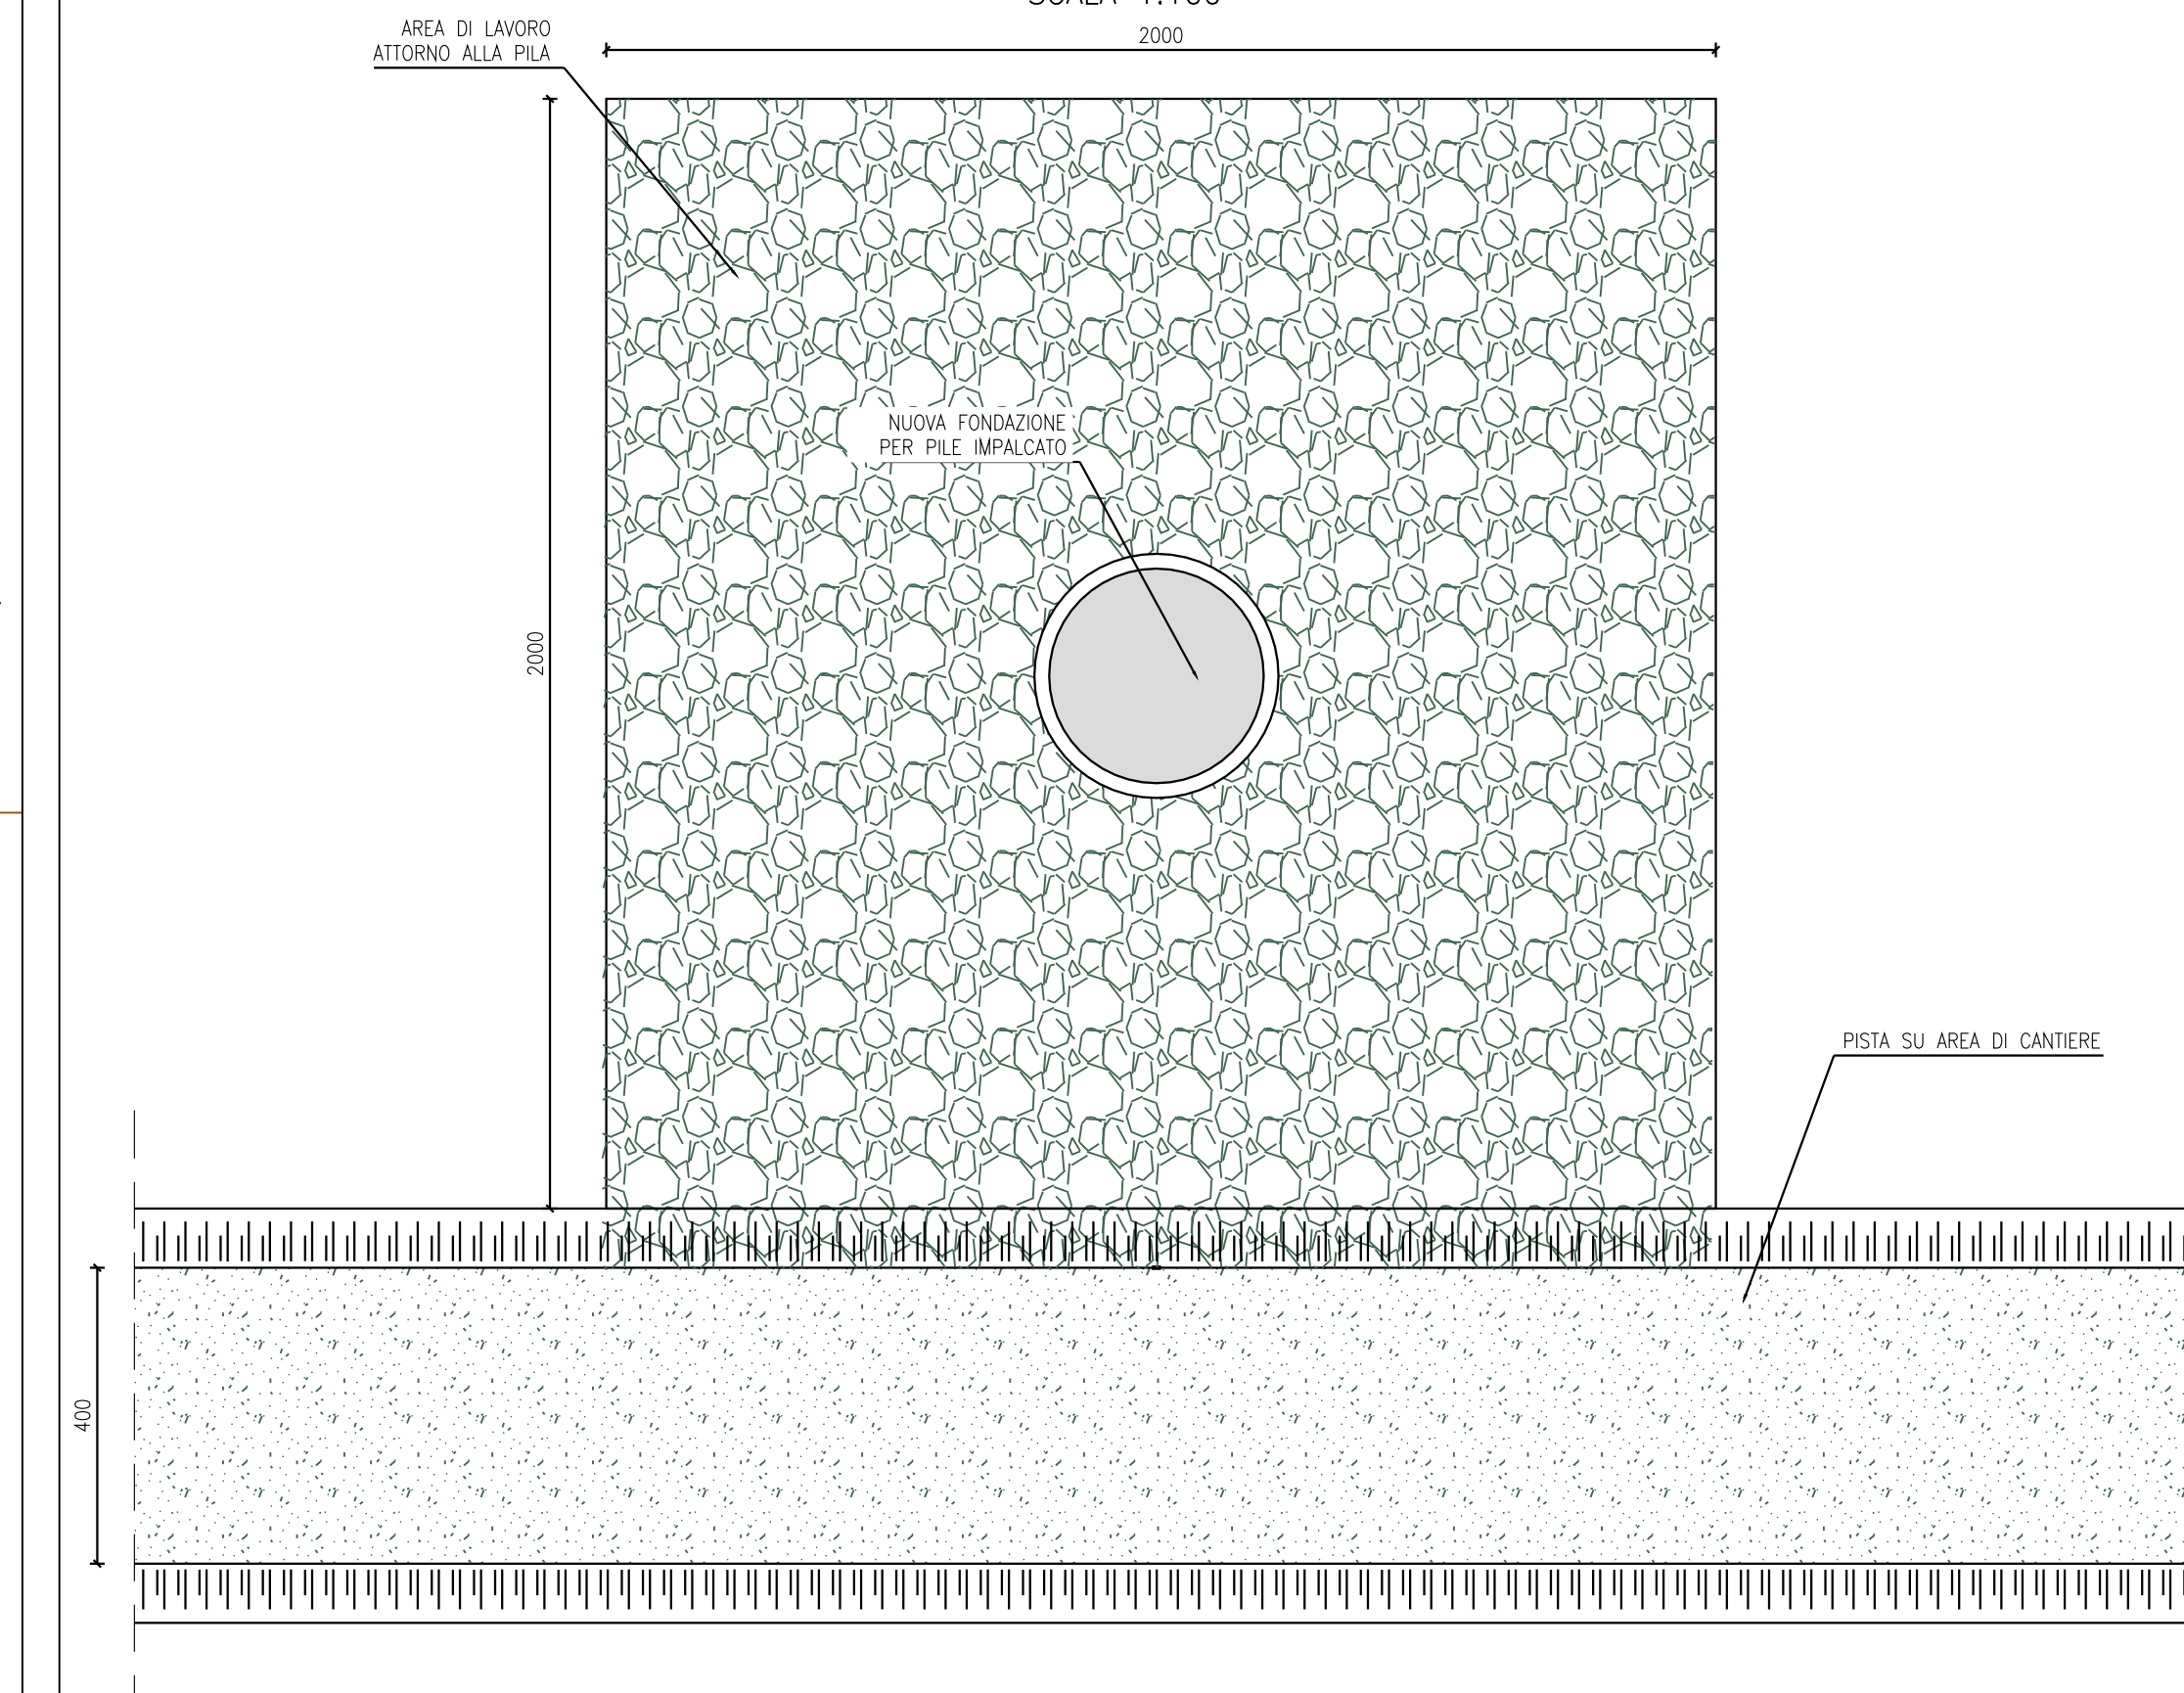 2000
AREA DI LAVORO
ATTORNO ALLA PILA
NUOVA FONDAZIONE
PER PILE IMPALCATO
2000
PISTA SU AREA DI CANTIERE
400